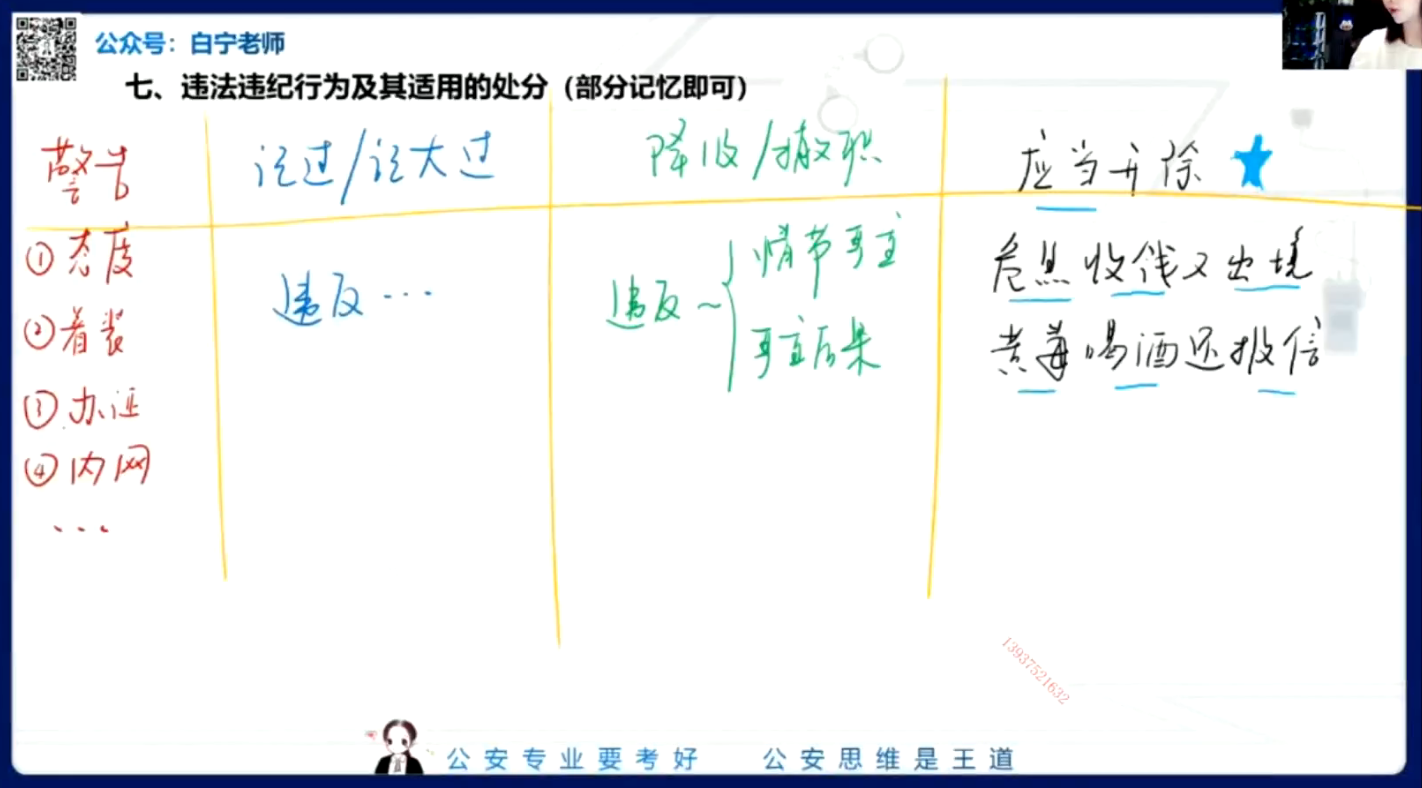 公众号：白宁老师
七、违法违纪行为及其适用的处分（部分记忆即可）
警告
记过/记大过
降级/撤职
应当开除
①态度
②着装
③办证
④内网
...
违反...
违反~
情节严重
严重后果
危黑收钱又出境
黄毒喝酒还报信
13937521632
公安专业要考好 公安思维是王道